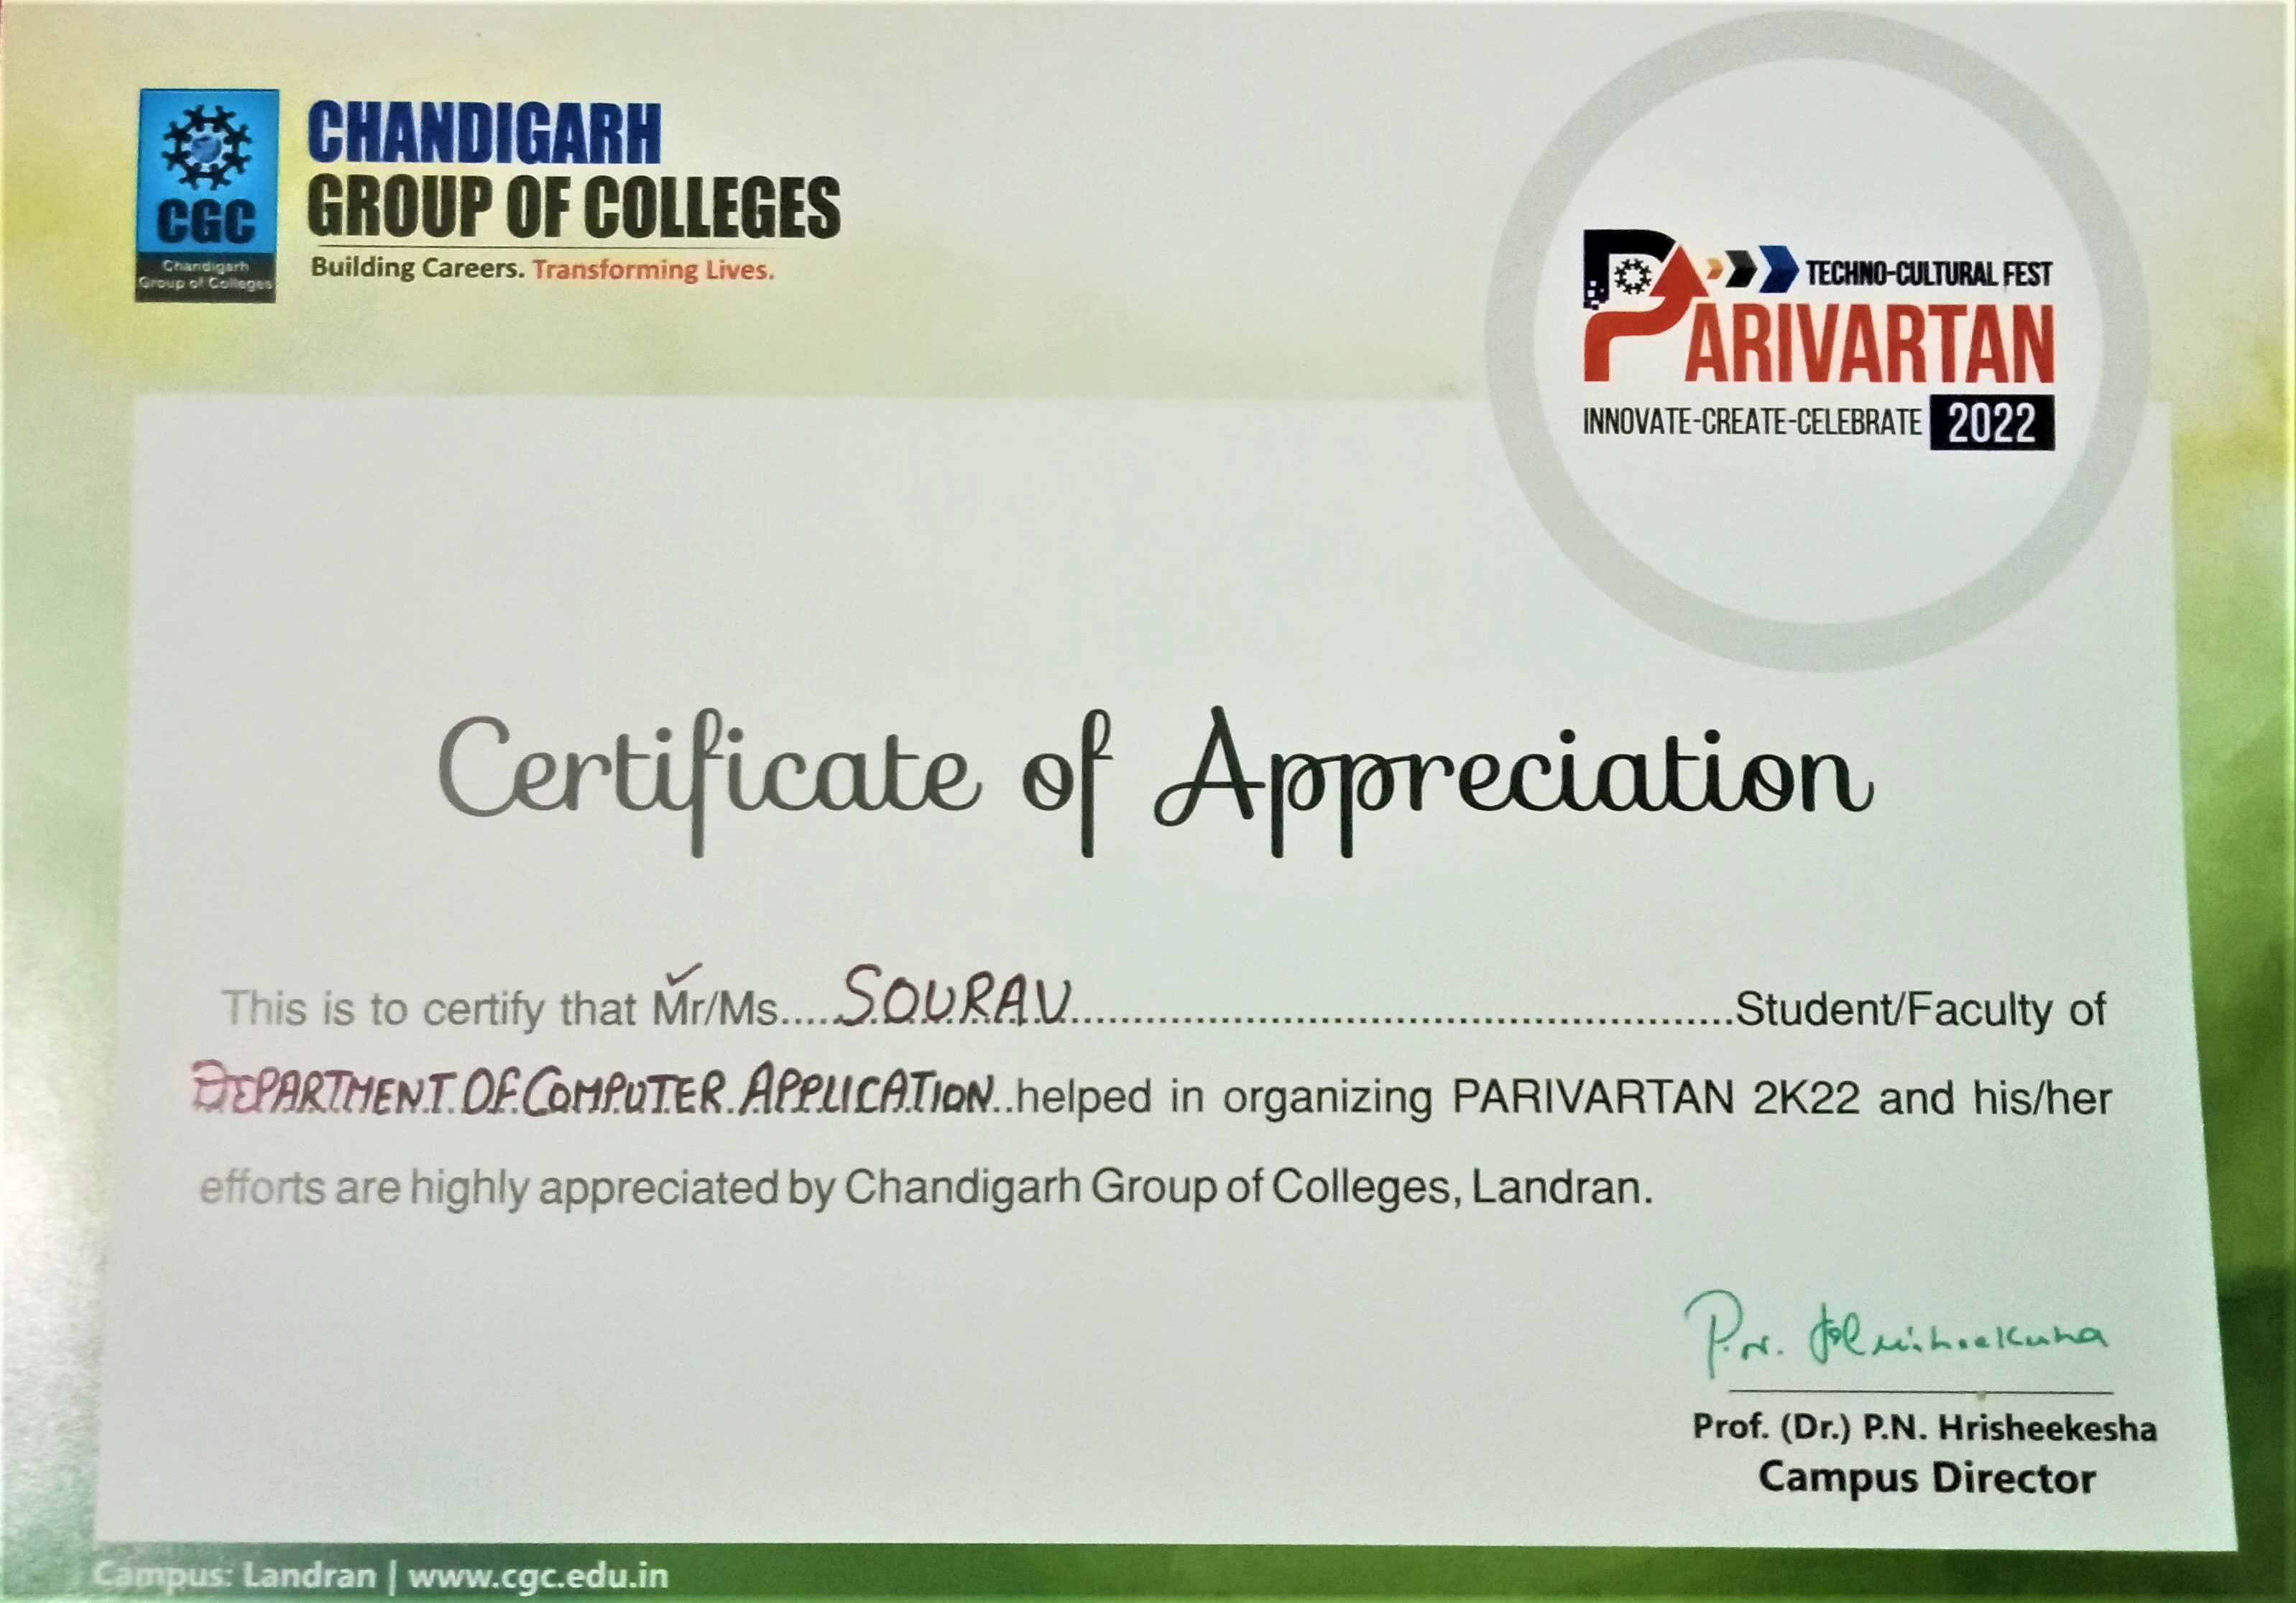 CGC
Chandigarh
Group of Colleges
CHANDIGARH
GROUP OF COLLEGES
Building Careers. Transforming Lives.
TECHNO-CULTURAL FEST
PARIVARTAN
INNOVATE-CREATE-CELEBRATE 2022
Certificate of Appreciation
This is to certify that Mr/Ms.....SOURAV..........................................................Student/Faculty of
DEPARTMENT OF COMPUTER APPLICATION..helped in organizing PARIVARTAN 2K22 and his/her
efforts are highly appreciated by Chandigarh Group of Colleges, Landran.
P.N. Hrisheekesha
Prof. (Dr.) P.N. Hrisheekesha
Campus Director
Campus: Landran | www.cgc.edu.in